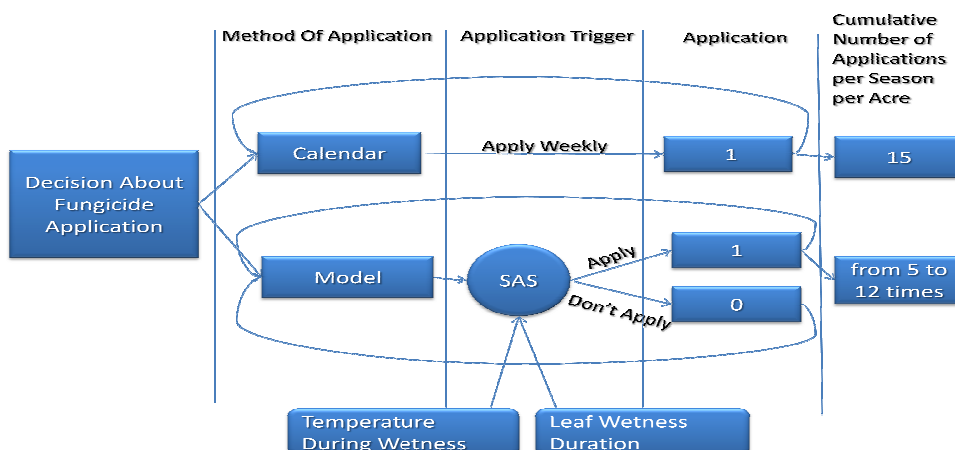 Method Of Application
Application Trigger
Application
Cumulative
Number of
Applications
per Season
per Acre
Decision About
Fungicide
Application
Calendar
Apply Weekly
1
15
Model
SAS
Apply
Don't Apply
1
0
from 5 to
12 times
Temperature
During Wetness
Leaf Wetness
Duration